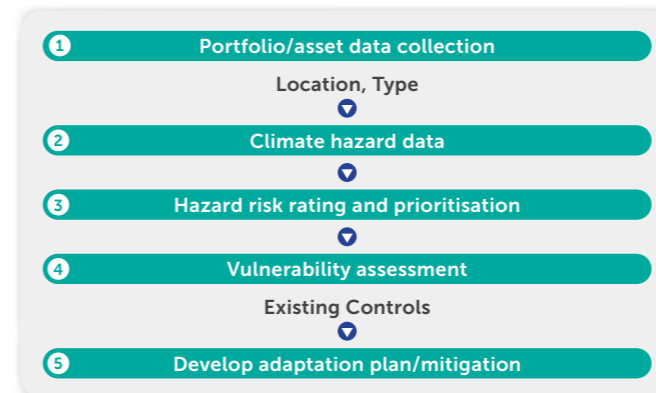 1 Portfolio/asset data collection
Location, Type
2 Climate hazard data
3 Hazard risk rating and prioritisation
4 Vulnerability assessment
Existing Controls
5 Develop adaptation plan/mitigation